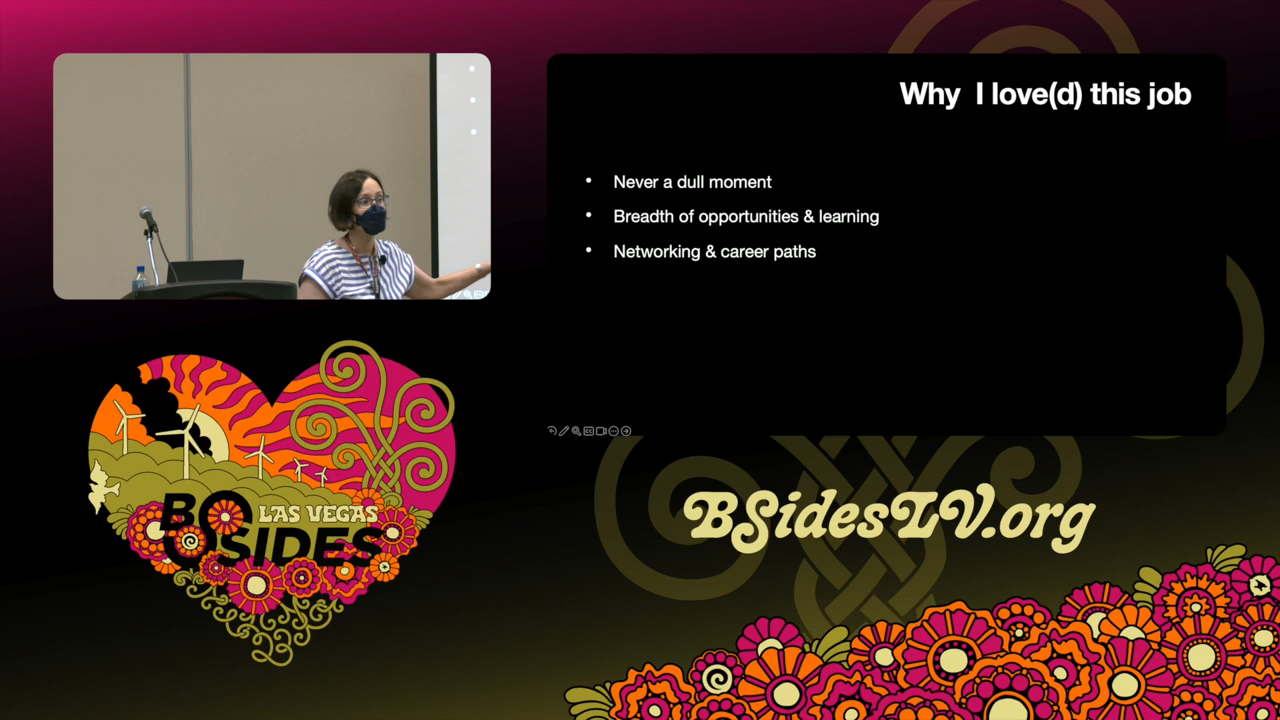 Why I love(d) this job
• Never a dull moment
• Breadth of opportunities & learning
• Networking & career paths
LAS VEGAS
BSIDES
BSidesLV.org